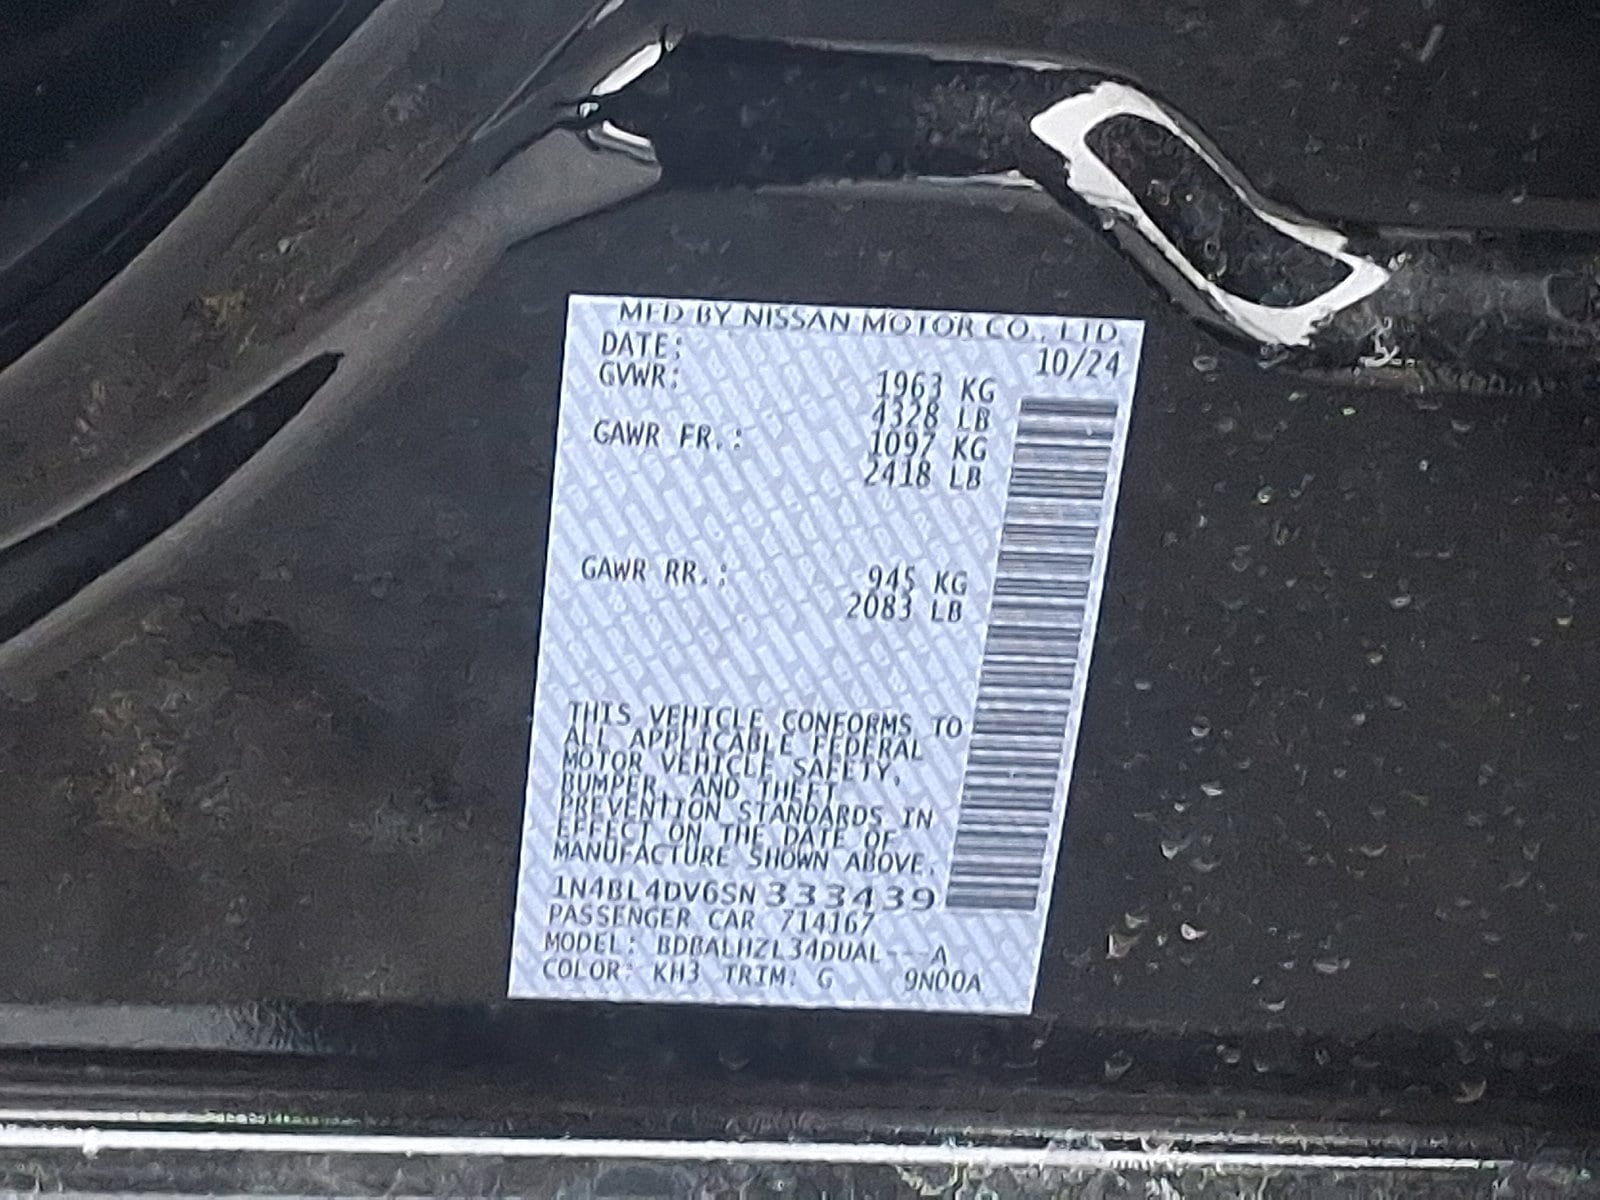 MFD BY NISSAN MOTOR CO., LTD.
DATE: 10/24
GVWR: 1963 KG
4328 LB
GAWR FR.: 1097 KG
2418 LB
GAWR RR.: 945 KG
2083 LB
THIS VEHICLE CONFORMS TO
ALL APPLICABLE FEDERAL
MOTOR VEHICLE SAFETY,
BUMPER, AND THEFT
PREVENTION STANDARDS IN
EFFECT ON THE DATE OF
MANUFACTURE SHOWN ABOVE.
1N4BL4DV6SN333439
PASSENGER CAR 714167
MODEL: BDBALHZL34DUAL---A
COLOR: KH3 TRIM: G 9N00A